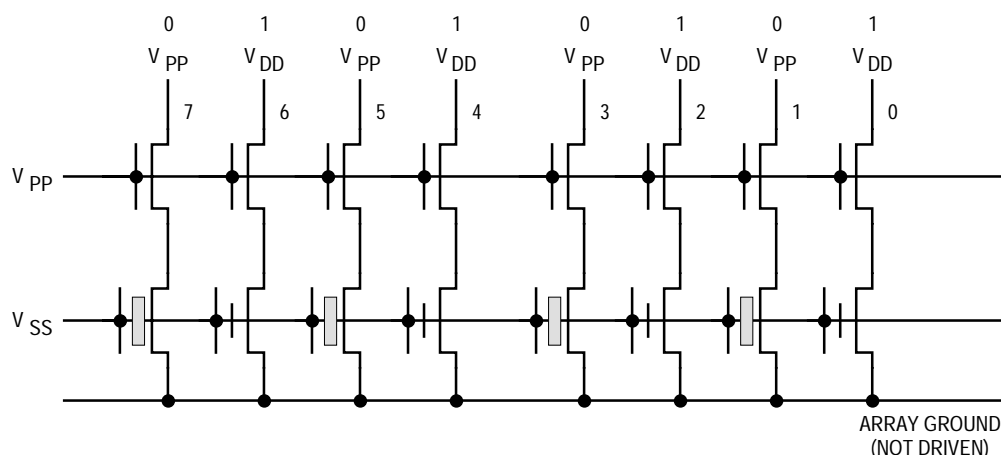 0 1 0 1 0 1 0 1
V PP V DD V PP V DD V PP V DD V PP V DD
7 6 5 4 3 2 1 0
V PP
V SS
ARRAY GROUND
(NOT DRIVEN)